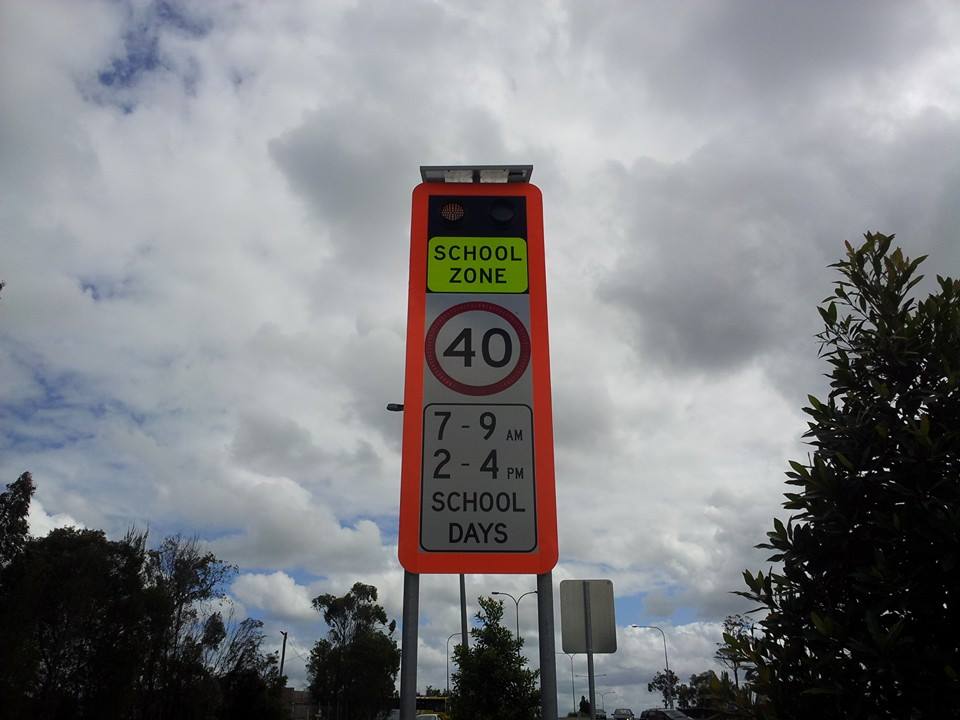 SCHOOL
ZONE
40
7 - 9 AM
2 - 4 PM
SCHOOL
DAYS